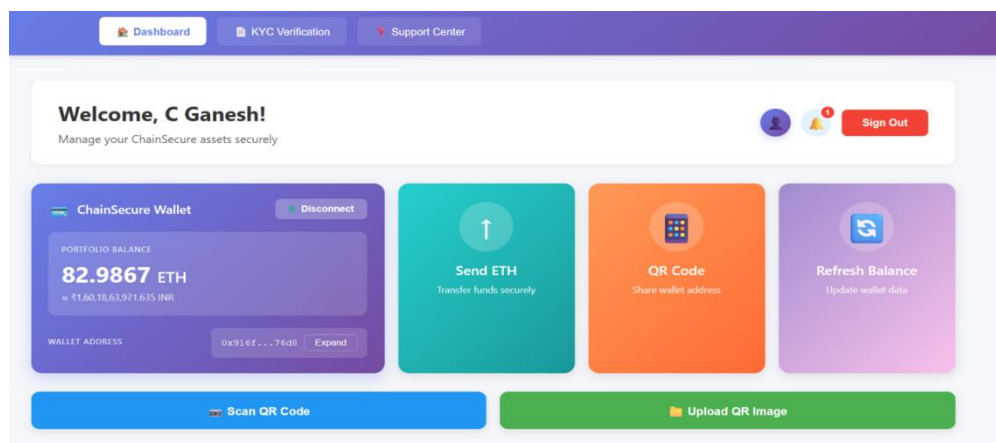 Dashboard
KYC Verification
Support Center
Welcome, C Ganesh!
Manage your ChainSecure assets securely
1
Sign Out
ChainSecure Wallet
Disconnect
PORTFOLIO BALANCE
82.9867 ETH
≈ ₹1,60,18,63,971.635 INR
WALLET ADDRESS
0x916f...76d8
Expand
Send ETH
Transfer funds securely
QR Code
Share wallet address
Refresh Balance
Update wallet data
Scan QR Code
Upload QR Image